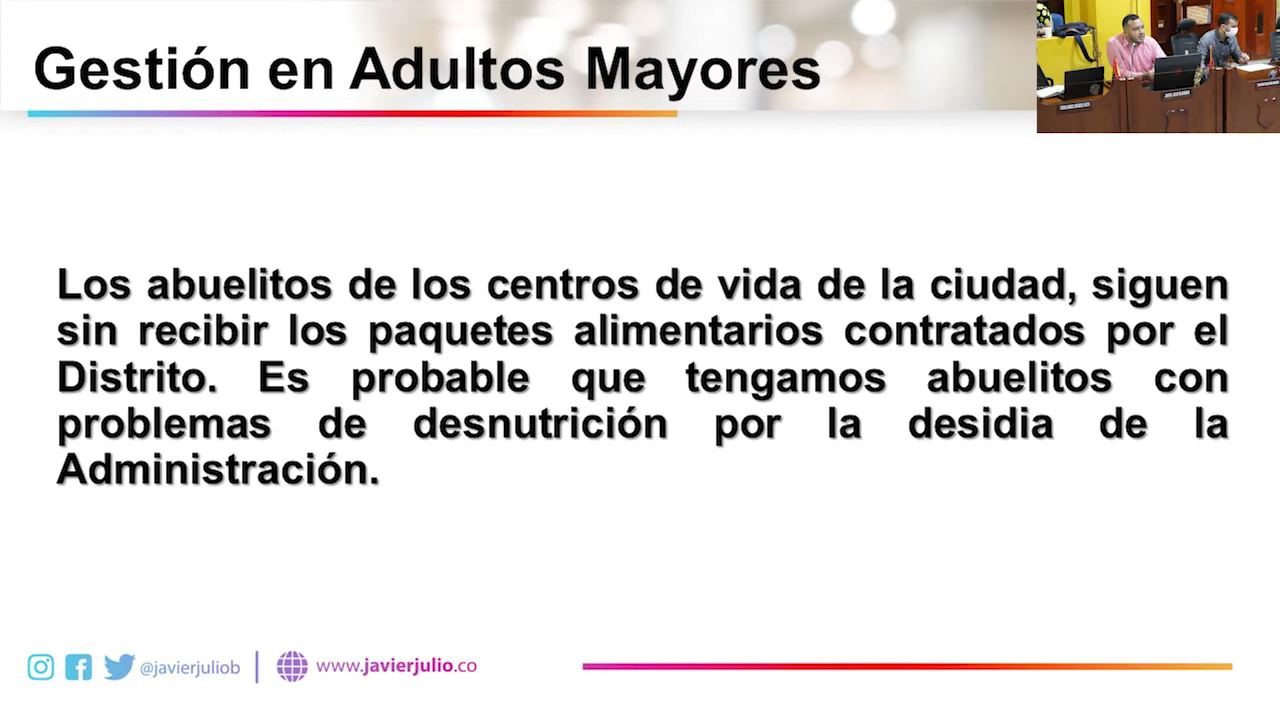 Gestión en Adultos Mayores
Los abuelitos de los centros de vida de la ciudad, siguen
sin recibir los paquetes alimentarios contratados por el
Distrito. Es probable que tengamos abuelitos con
problemas de desnutrición por la desidia de la
Administración.
@javierjuliob
www.javierjulio.co